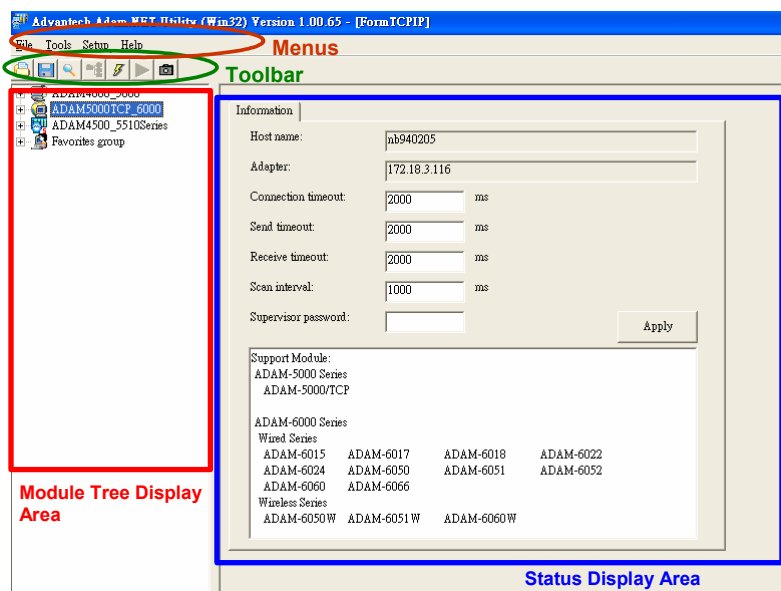 Advantech Adam.NET Utility (Win32) Version 1.00.65 - [FormTCPIP]
File Tools Setup Help
Menus
Toolbar
ADAM4000_5000
ADAM5000TCP_6000
ADAM4500_5510Series
Favorites group
Module Tree Display
Area
Information
Host name: nb940205
Adapter: 172.18.3.116
Connection timeout: 2000 ms
Send timeout: 2000 ms
Receive timeout: 2000 ms
Scan interval: 1000 ms
Supervisor password:
Apply
Support Module:
ADAM-5000 Series
ADAM-5000/TCP
ADAM-6000 Series
Wired Series
ADAM-6015 ADAM-6017 ADAM-6018 ADAM-6022
ADAM-6024 ADAM-6050 ADAM-6051 ADAM-6052
ADAM-6060 ADAM-6066
Wireless Series
ADAM-6050W ADAM-6051W ADAM-6060W
Status Display Area